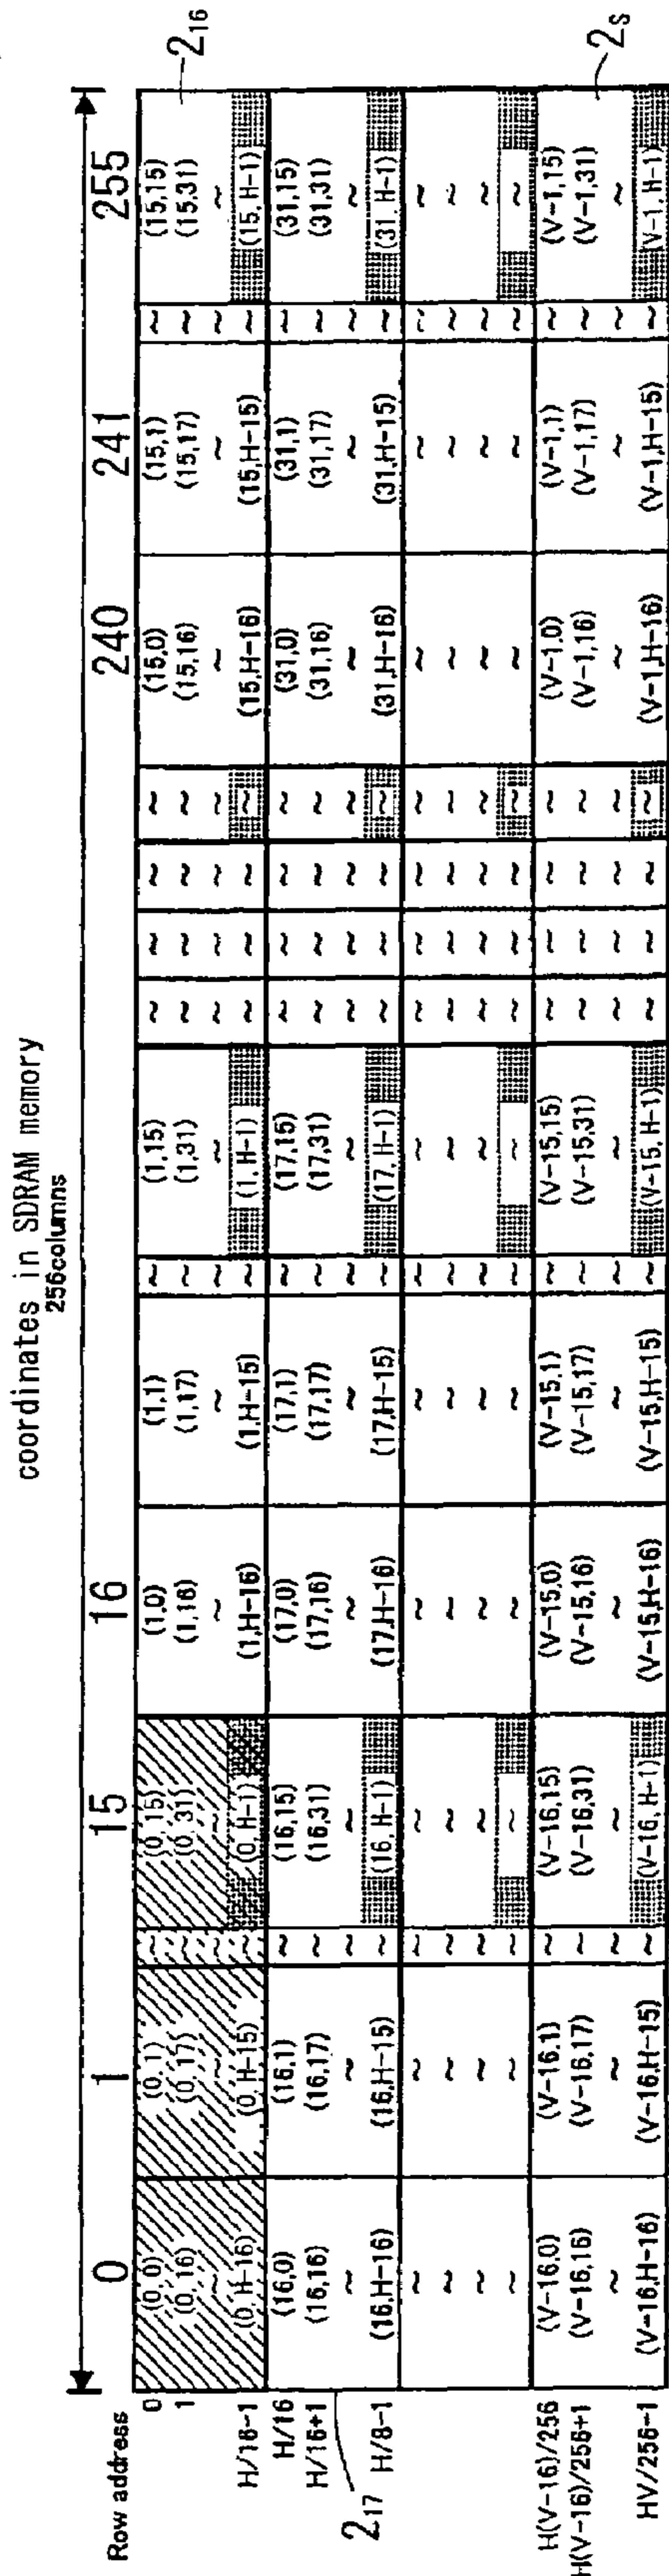 coordinates in SDRAM memory
256columns
Row address 0 1 15 16 240 241 255
0 (0,0) (0,1) ~ (0,15) (1,0) (1,1) ~ (1,15) ~ ~ ~ ~ (15,0) (15,1) ~ (15,15)
1 (0,16) (0,17) ~ (0,31) (1,16) (1,17) ~ (1,31) ~ ~ ~ ~ (15,16) (15,17) ~ (15,31)
~ ~ ~ ~ ~ ~ ~ ~ ~ ~ ~ ~ ~ ~ ~ ~
H/16-1 (0,H-16) (0,H-15) ~ (0,H-1) (1,H-16) (1,H-15) ~ (1,H-1) ~ ~ ~ ~ (15,H-16) (15,H-15) ~ (15,H-1)
2₁₆
H/16 (16,0) (16,1) ~ (16,15) (17,0) (17,1) ~ (17,15) ~ ~ ~ ~ (31,0) (31,1) ~ (31,15)
H/16+1 (16,16) (16,17) ~ (16,31) (17,16) (17,17) ~ (17,31) ~ ~ ~ ~ (31,16) (31,17) ~ (31,31)
~ ~ ~ ~ ~ ~ ~ ~ ~ ~ ~ ~ ~ ~ ~
H/8-1 (16,H-16) (16,H-15) ~ (16,H-1) (17,H-16) (17,H-15) ~ (17,H-1) ~ ~ ~ ~ (31,H-16) (31,H-15) ~ (31,H-1)
2₁₇
~ ~ ~ ~ ~ ~ ~ ~ ~ ~ ~ ~ ~ ~ ~
~ ~ ~ ~ ~ ~ ~ ~ ~ ~ ~ ~ ~ ~ ~
~ ~ ~ ~ ~ ~ ~ ~ ~ ~ ~ ~ ~ ~ ~
~ ~ ~ ~ ~ ~ ~ ~ ~ ~ ~ ~ ~ ~ ~
H(V-16)/256 (V-16,0) (V-16,1) ~ (V-16,15) (V-15,0) (V-15,1) ~ (V-15,15) ~ ~ ~ ~ (V-1,0) (V-1,1) ~ (V-1,15)
H(V-16)/256+1 (V-16,16) (V-16,17) ~ (V-16,31) (V-15,16) (V-15,17) ~ (V-15,31) ~ ~ ~ ~ (V-1,16) (V-1,17) ~ (V-1,31)
~ ~ ~ ~ ~ ~ ~ ~ ~ ~ ~ ~ ~ ~ ~
HV/256-1 (V-16,H-16) (V-16,H-15) ~ (V-16,H-1) (V-15,H-16) (V-15,H-15) ~ (V-15,H-1) ~ ~ ~ ~ (V-1,H-16) (V-1,H-15) ~ (V-1,H-1)
2ₛ